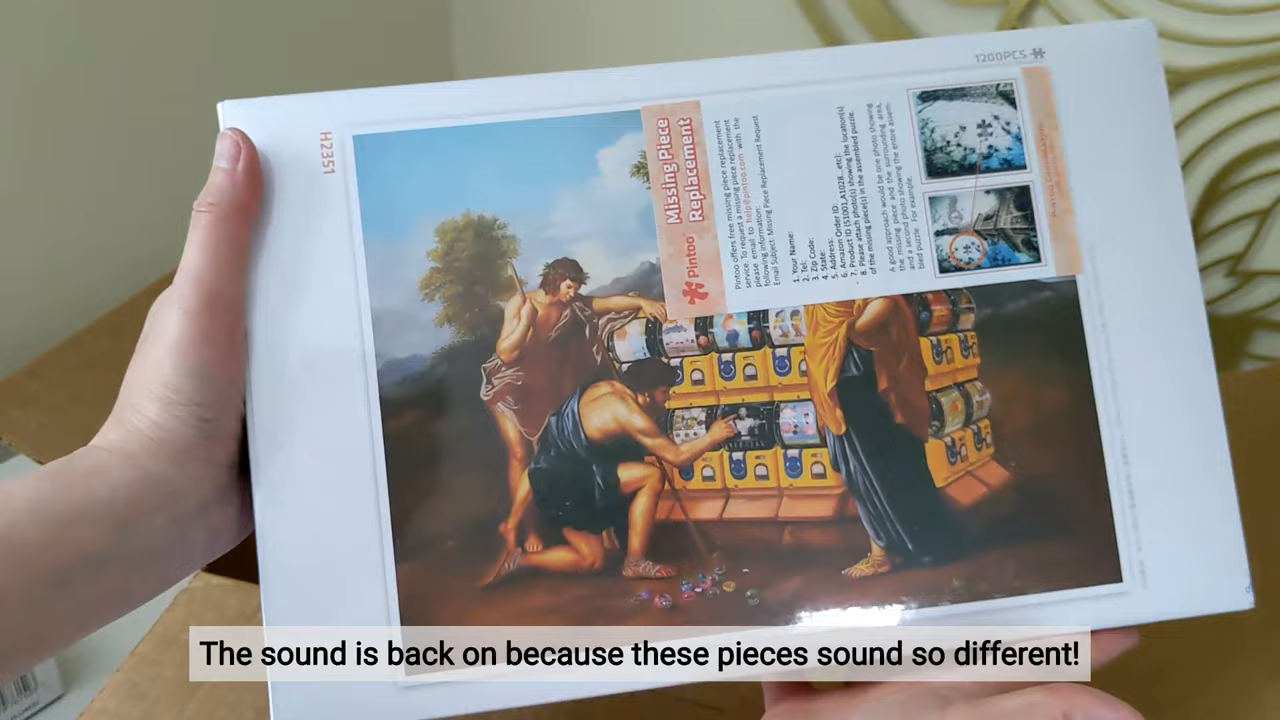 1200PCS
H2351
Missing Piece
Replacement
Pintoo
Pintoo offers free missing piece replacement
service. To request a missing piece replacement
please email to help@pintoo.com with the
following information:
Email Subject: Missing Piece Replacement Request
1. Your Name:
2. Tel:
3. Zip Code:
4. State:
5. Address:
6. Amazon Order ID:
7. Product ID (S1001,A1028...etc):
8. Please attach photo(s) showing the location(s)
of the missing piece(s) in the assembled puzzle.
A good approach would be one photo showing
the missing piece and the surrounding area,
and a second photo showing the entire assem-
bled puzzle. For example,
The sound is back on because these pieces sound so different!